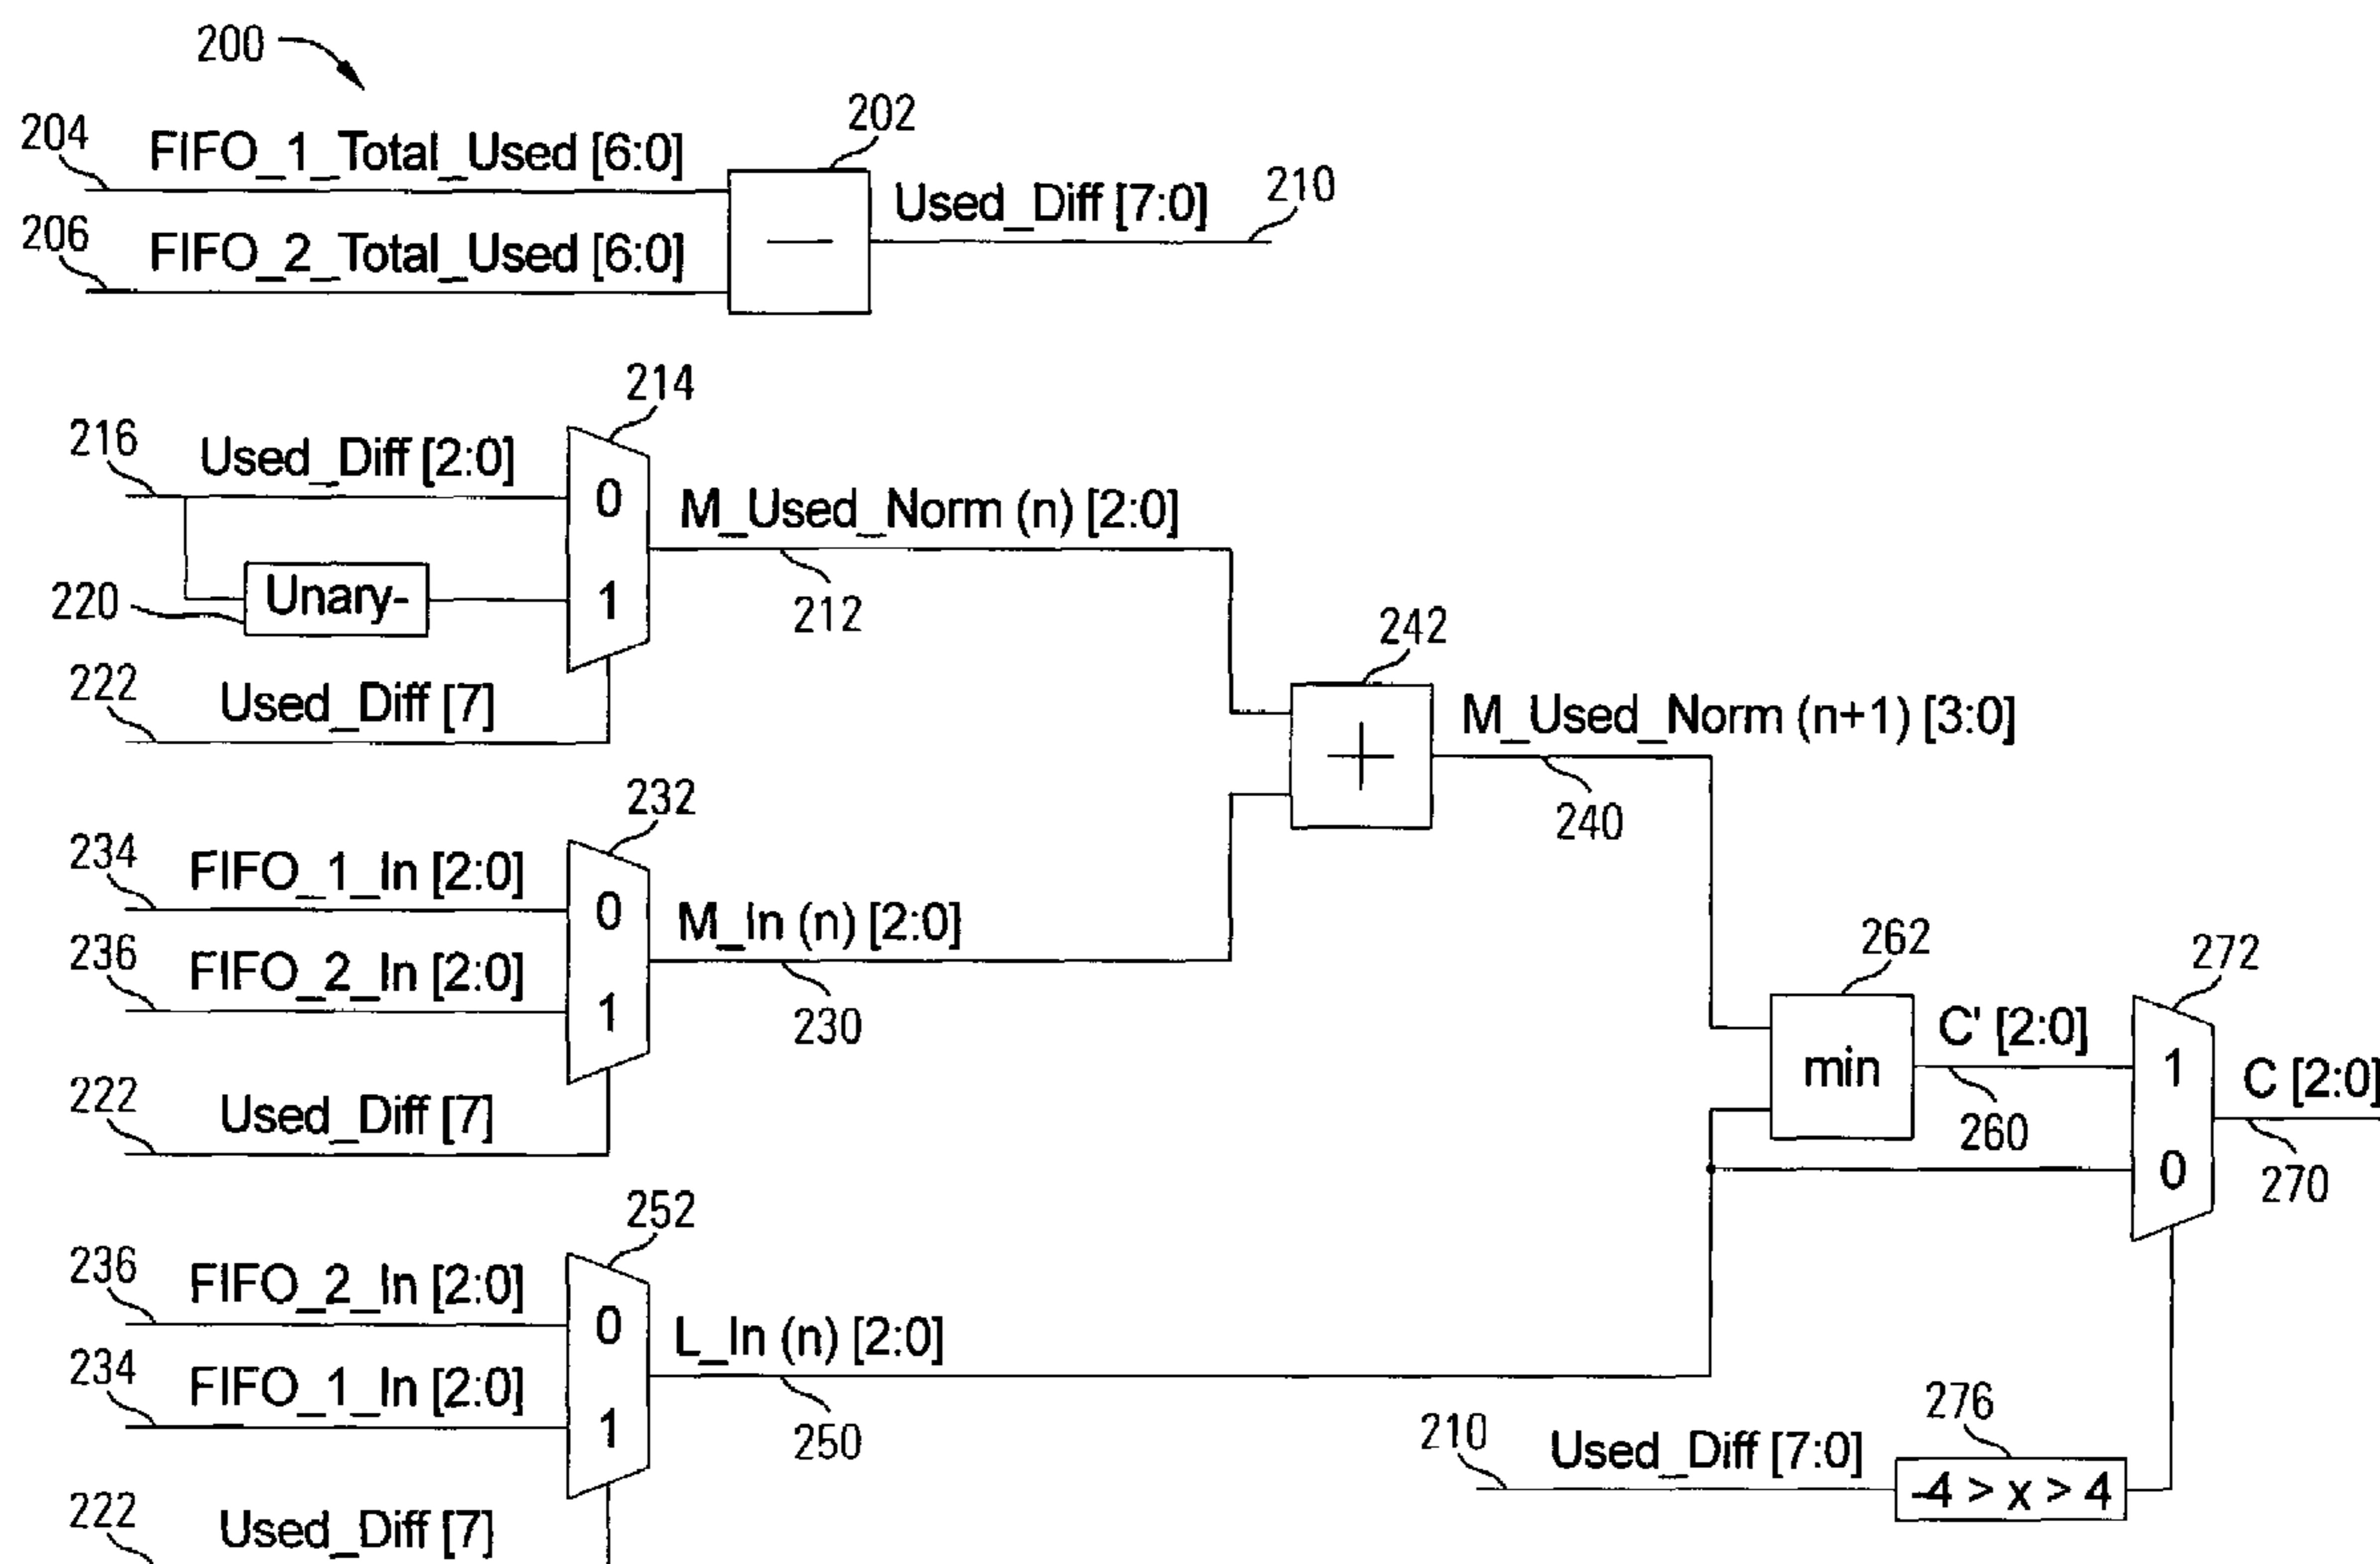 200
202
204
FIFO_1_Total_Used [6:0]
206
FIFO_2_Total_Used [6:0]
—
Used_Diff [7:0]
210
214
216
Used_Diff [2:0]
0
M_Used_Norm (n) [2:0]
212
220
Unary-
1
222
Used_Diff [7]
242
+
M_Used_Norm (n+1) [3:0]
240
232
234
FIFO_1_In [2:0]
0
M_In (n) [2:0]
230
236
FIFO_2_In [2:0]
1
222
Used_Diff [7]
262
min
C' [2:0]
260
272
1
0
C [2:0]
270
252
236
FIFO_2_In [2:0]
0
L_In (n) [2:0]
250
234
FIFO_1_In [2:0]
1
222
Used_Diff [7]
210
Used_Diff [7:0]
276
-4 > x > 4